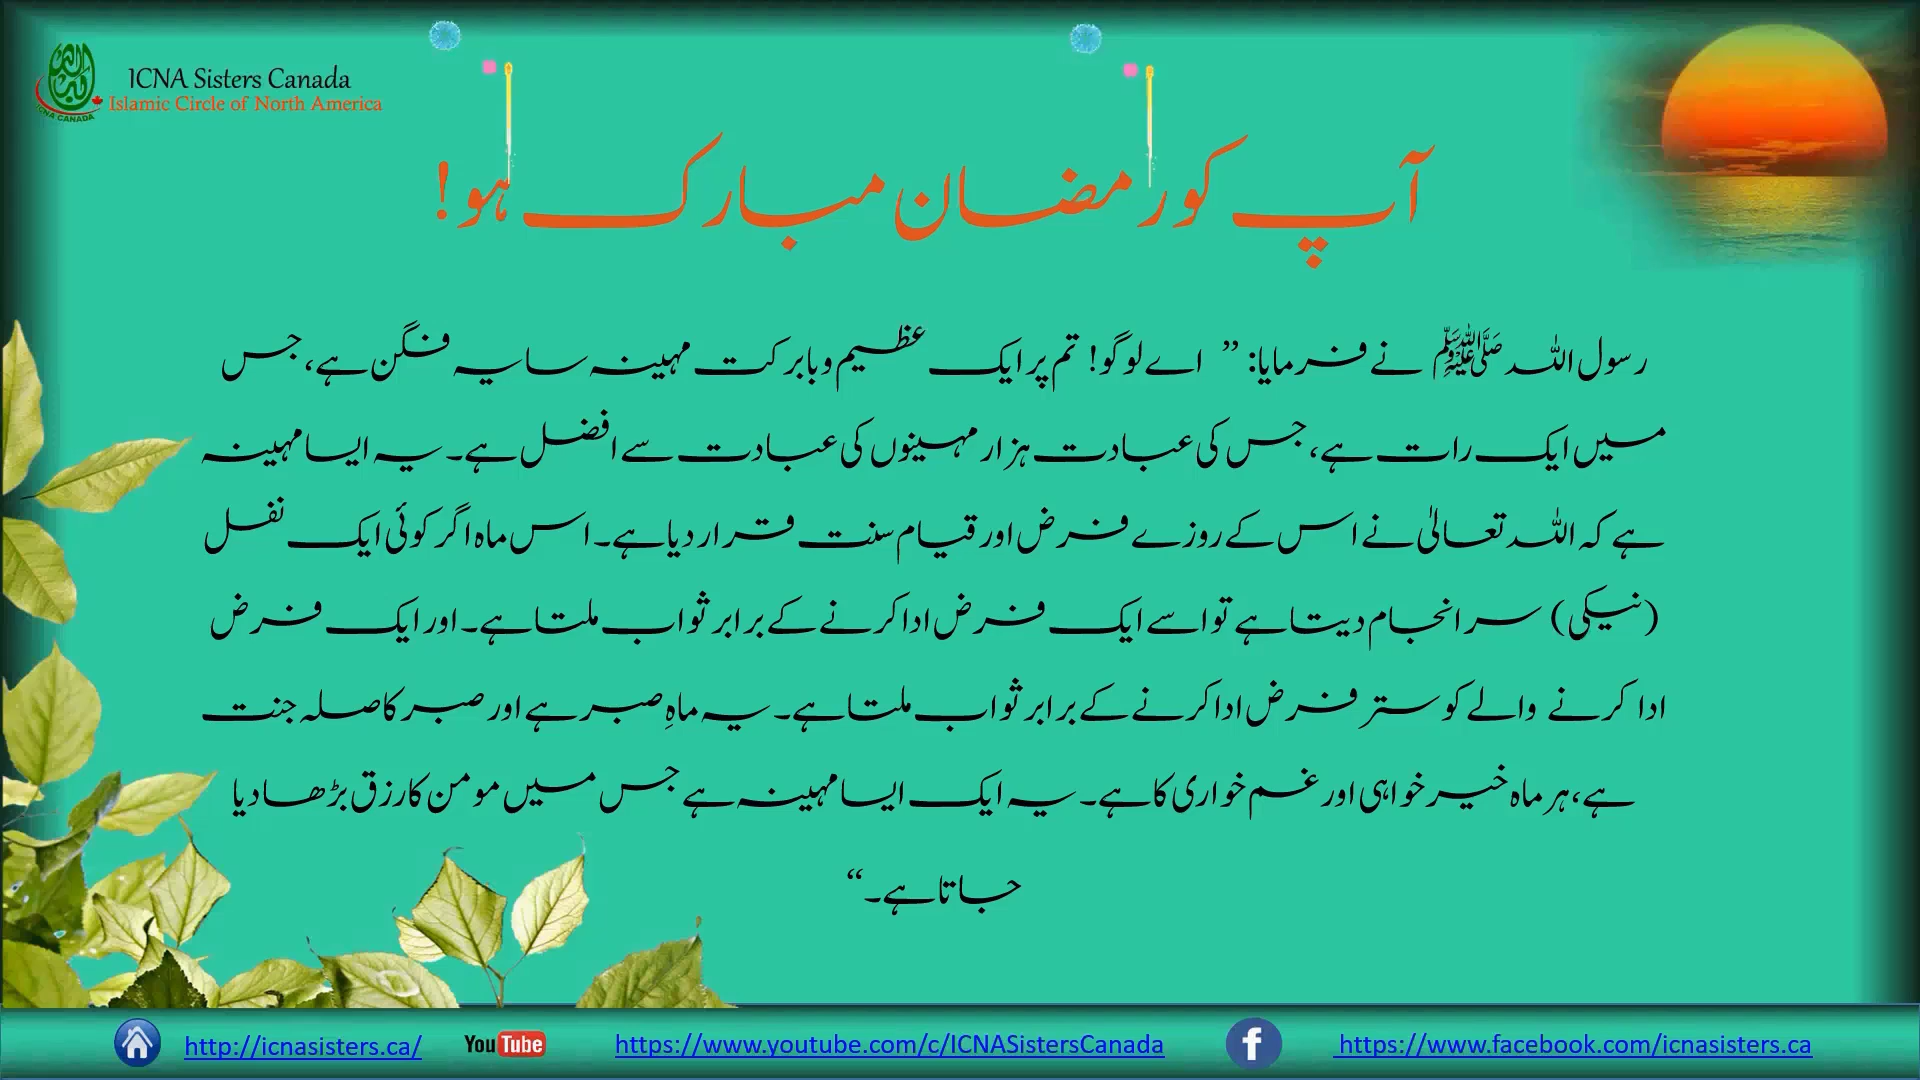 ICNA Sisters Canada
Islamic Circle of North America
ICNA CANADA
آپ کو رمضان مبارک ہو!
رسول اللہ ﷺ نے فرمایا: ” اے لوگو! تم پر ایک عظیم و بابرکت مہینہ سایہ فگن ہے، جس
میں ایک رات ہے، جس کی عبادت ہزار مہینوں کی عبادت سے افضل ہے۔ یہ ایسا مہینہ
ہے کہ اللہ تعالیٰ نے اس کے روزے فرض اور قیام سنت قرار دیا ہے۔ اس ماہ اگر کوئی ایک نفل
(نیکی) سرانجام دیتا ہے تو اسے ایک فرض ادا کرنے کے برابر ثواب ملتا ہے۔ اور ایک فرض
ادا کرنے والے کو ستر فرض ادا کرنے کے برابر ثواب ملتا ہے۔ یہ ماہِ صبر ہے اور صبر کا صلہ جنت
ہے، ہر ماہ خیر خواہی اور غم خواری کا ہے۔ یہ ایک ایسا مہینہ ہے جس میں مومن کا رزق بڑھا دیا
جاتا ہے۔“
http://icnasisters.ca/
YouTube
https://www.youtube.com/c/ICNASistersCanada
f
https://www.facebook.com/icnasisters.ca